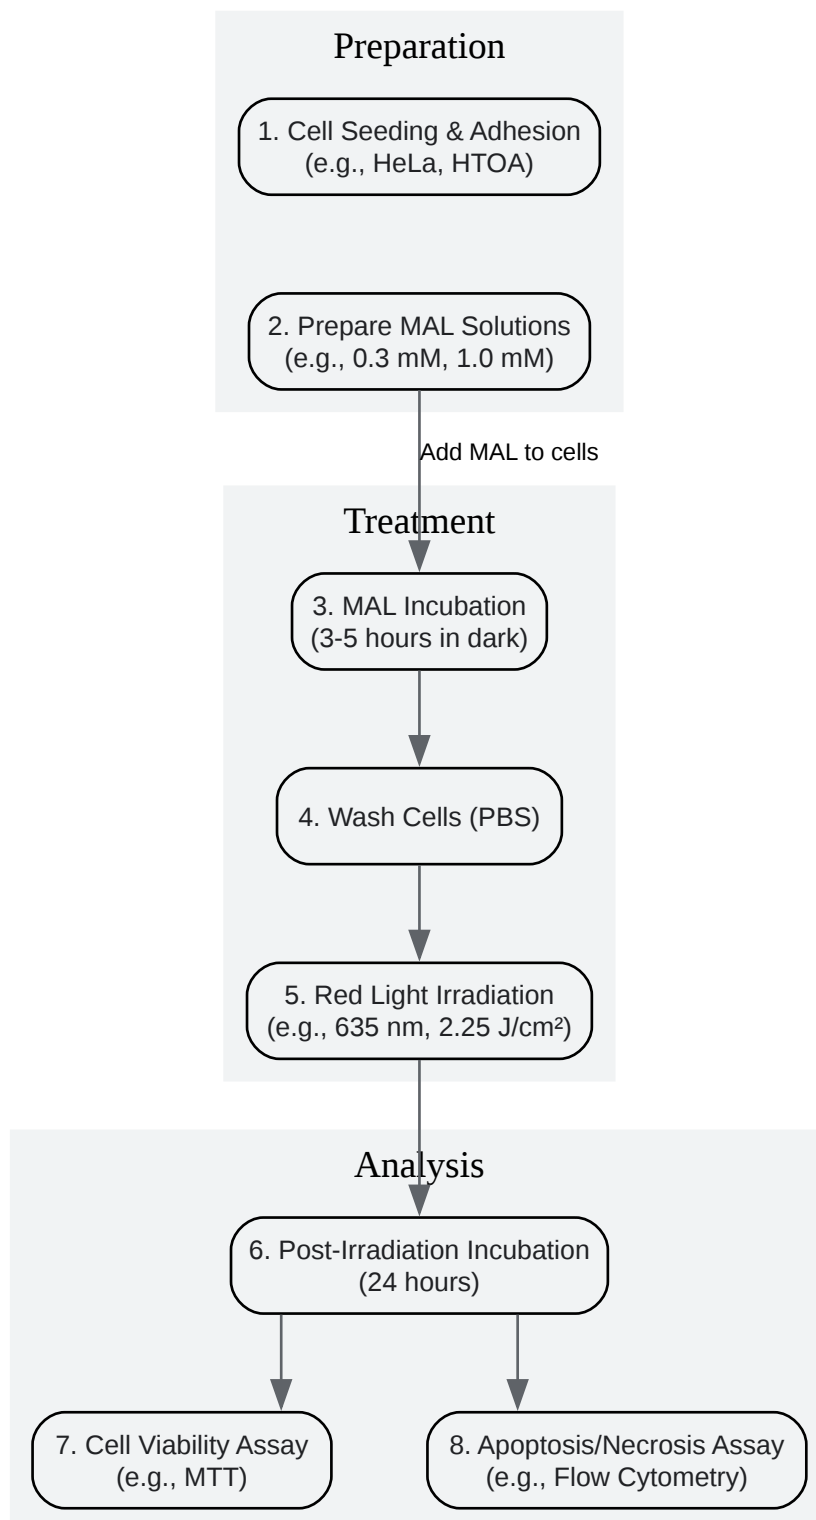 Preparation
1. Cell Seeding & Adhesion
(e.g., HeLa, HTOA)
2. Prepare MAL Solutions
(e.g., 0.3 mM, 1.0 mM)
Add MAL to cells
Treatment
3. MAL Incubation
(3-5 hours in dark)
4. Wash Cells (PBS)
5. Red Light Irradiation
(e.g., 635 nm, 2.25 J/cm²)
Analysis
6. Post-Irradiation Incubation
(24 hours)
7. Cell Viability Assay
(e.g., MTT)
8. Apoptosis/Necrosis Assay
(e.g., Flow Cytometry)